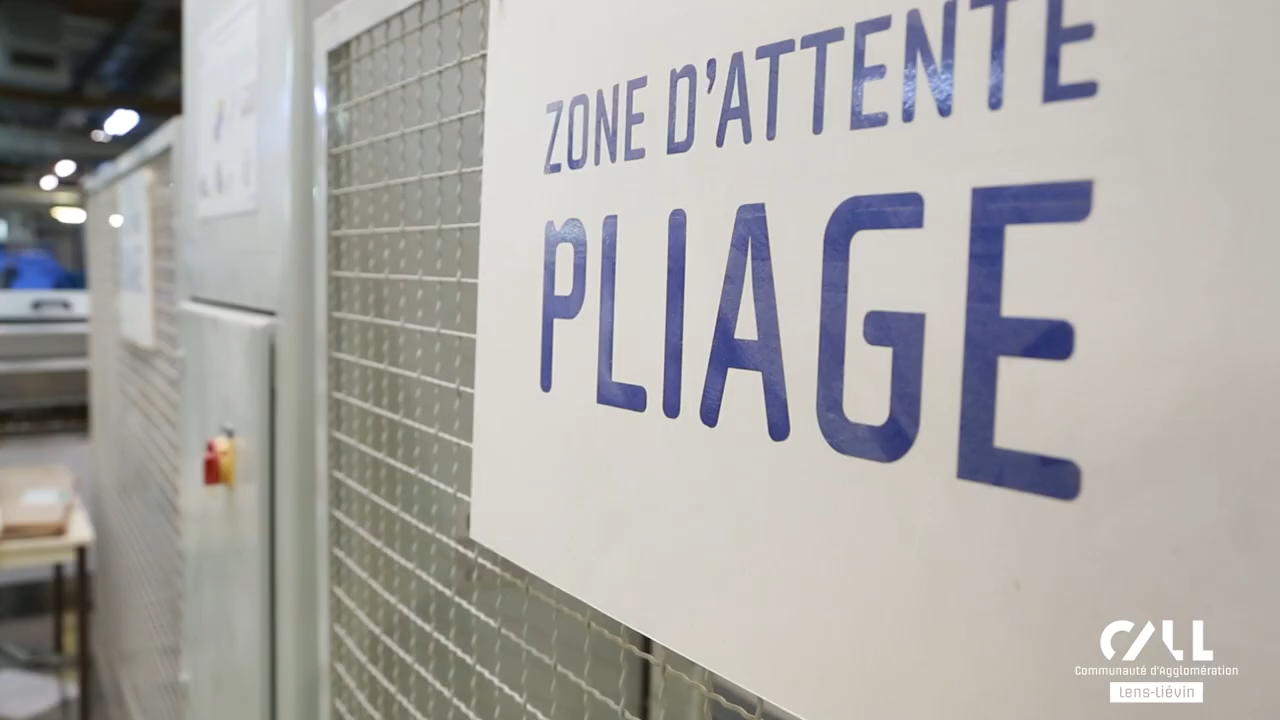 ZONE D'ATTENTE
PLIAGE
CALL
Communauté d'Agglomération
Lens-Liévin